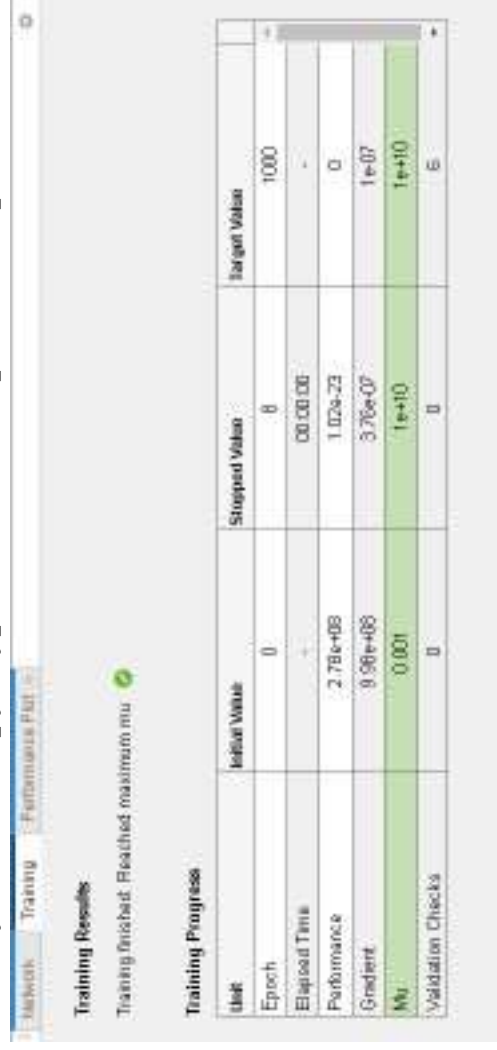 Network Training Performance Plot
Training Results
Training finished: Reached maximum mu
Training Progress
Unit Initial Value Stopped Value Target Value
Epoch 0 8 1000
Elapsed Time - 00:00:00 -
Performance 2.78e+08 1.02e-23 0
Gradient 9.98e+08 3.76e-07 1e-07
Mu 0.001 1e+10 1e+10
Validation Checks 0 0 6